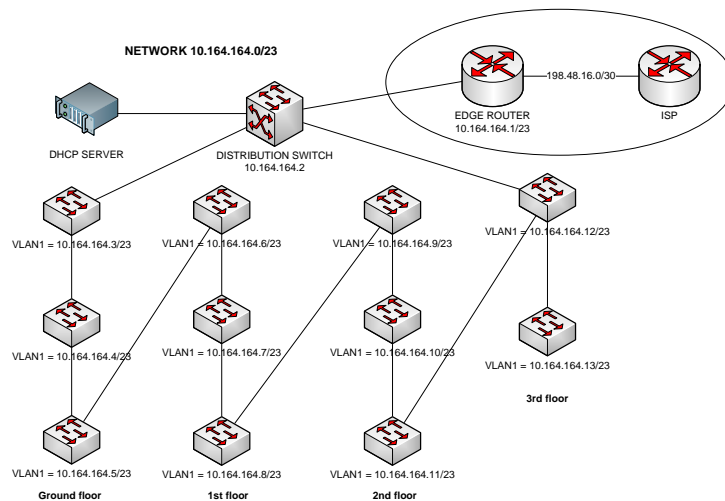 NETWORK 10.164.164.0/23
198.48.16.0/30
EDGE ROUTER
10.164.164.1/23
ISP
DHCP SERVER
DISTRIBUTION SWITCH
10.164.164.2
VLAN1 = 10.164.164.3/23
VLAN1 = 10.164.164.6/23
VLAN1 = 10.164.164.9/23
VLAN1 = 10.164.164.12/23
VLAN1 = 10.164.164.4/23
VLAN1 = 10.164.164.7/23
VLAN1 = 10.164.164.10/23
VLAN1 = 10.164.164.13/23
3rd floor
VLAN1 = 10.164.164.5/23
VLAN1 = 10.164.164.8/23
VLAN1 = 10.164.164.11/23
Ground floor
1st floor
2nd floor